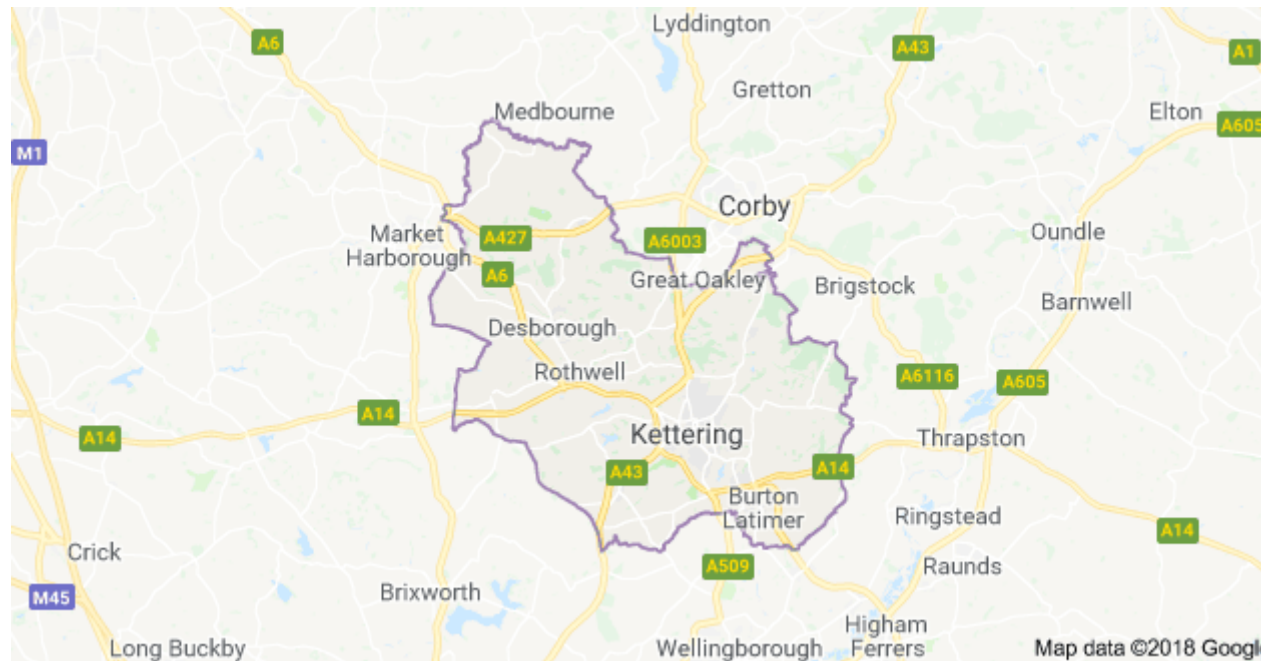 Lyddington
A6
A43
A1
Gretton
Medbourne
Elton
A605
M1
Corby
Market
Harborough
A427
A6003
Oundle
A6
Great Oakley
Brigstock
Barnwell
Desborough
Rothwell
A6116
A605
A14
A14
Kettering
Thrapston
A43
A14
Burton
Latimer
Ringstead
A14
Crick
A509
Raunds
M45
Brixworth
Higham
Ferrers
Long Buckby
Wellingborough
Map data ©2018 Googl